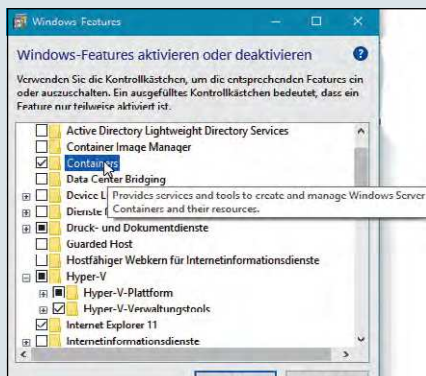 Windows Features
Windows-Features aktivieren oder deaktivieren
Verwenden Sie die Kontrollkästchen, um die entsprechenden Features ein
oder auszuschalten. Ein ausgefülltes Kontrollkästchen bedeutet, dass ein
Feature nur teilweise aktiviert ist.
Active Directory Lightweight Directory Services
Container Image Manager
Containers
Data Center Bridging
Device L
Provides services and tools to create and manage Windows Server
Containers and their resources.
Dienste f
Druck- und Dokumentdienste
Guarded Host
Hostfähiger Webkern für Internetinformationsdienste
Hyper-V
Hyper-V-Plattform
Hyper-V-Verwaltungstools
Internet Explorer 11
Internetinformationsdienste